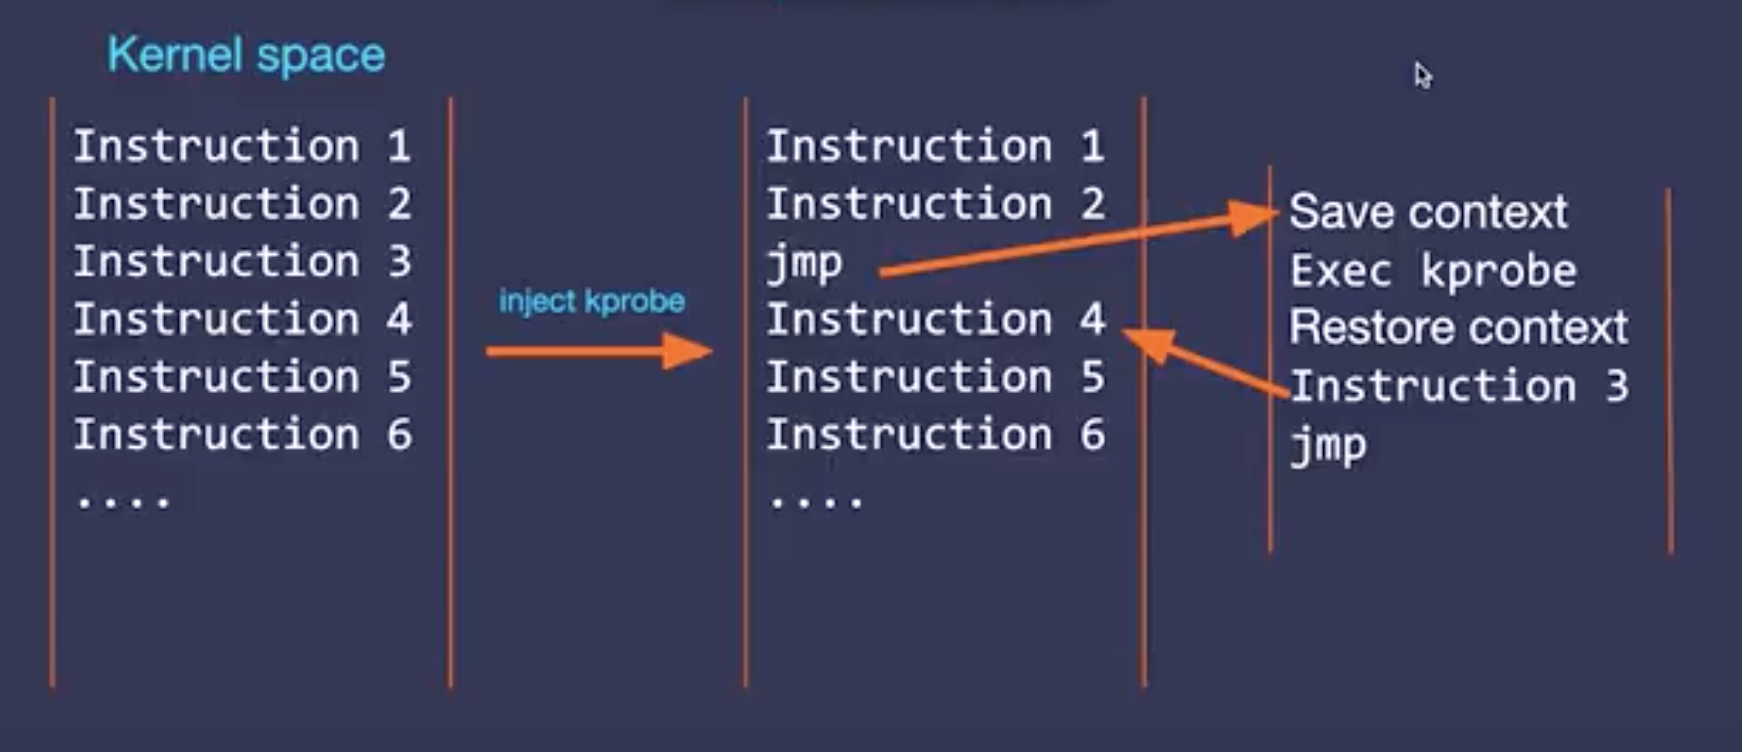 Kernel space
Instruction 1
Instruction 2
Instruction 3
Instruction 4
Instruction 5
Instruction 6
....
inject kprobe
Instruction 1
Instruction 2
jmp
Instruction 4
Instruction 5
Instruction 6
....
Save context
Exec kprobe
Restore context
Instruction 3
jmp